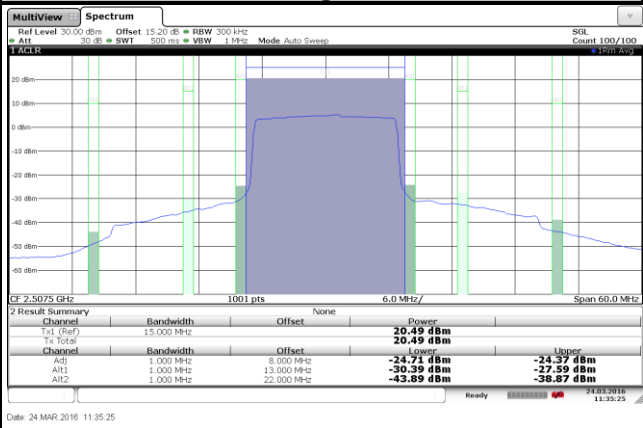 MultiView Spectrum
Ref Level 30.00 dBm Offset 15.20 dB RBW 300 kHz SGL
Att 30 dB SWT 500 ms VBW 1 MHz Mode Auto Sweep Count 100/100
1 ACLR 1Rm Avg
20 dBm
10 dBm
0 dBm
-10 dBm
-20 dBm
-30 dBm
-40 dBm
-50 dBm
-60 dBm
CF 2.5075 GHz 1001 pts 6.0 MHz/ Span 60.0 MHz
2 Result Summary None
Channel Bandwidth Offset Power
Tx1 (Ref) 15.000 MHz 20.49 dBm
Tx Total 20.49 dBm
Channel Bandwidth Offset Lower Upper
Adj 1.000 MHz 8.000 MHz -24.71 dBm -24.37 dBm
Alt1 1.000 MHz 13.000 MHz -30.39 dBm -27.59 dBm
Alt2 1.000 MHz 22.000 MHz -43.89 dBm -38.87 dBm
Ready 24.03.2016
11:35:25
Date: 24.MAR.2016 11:35:25